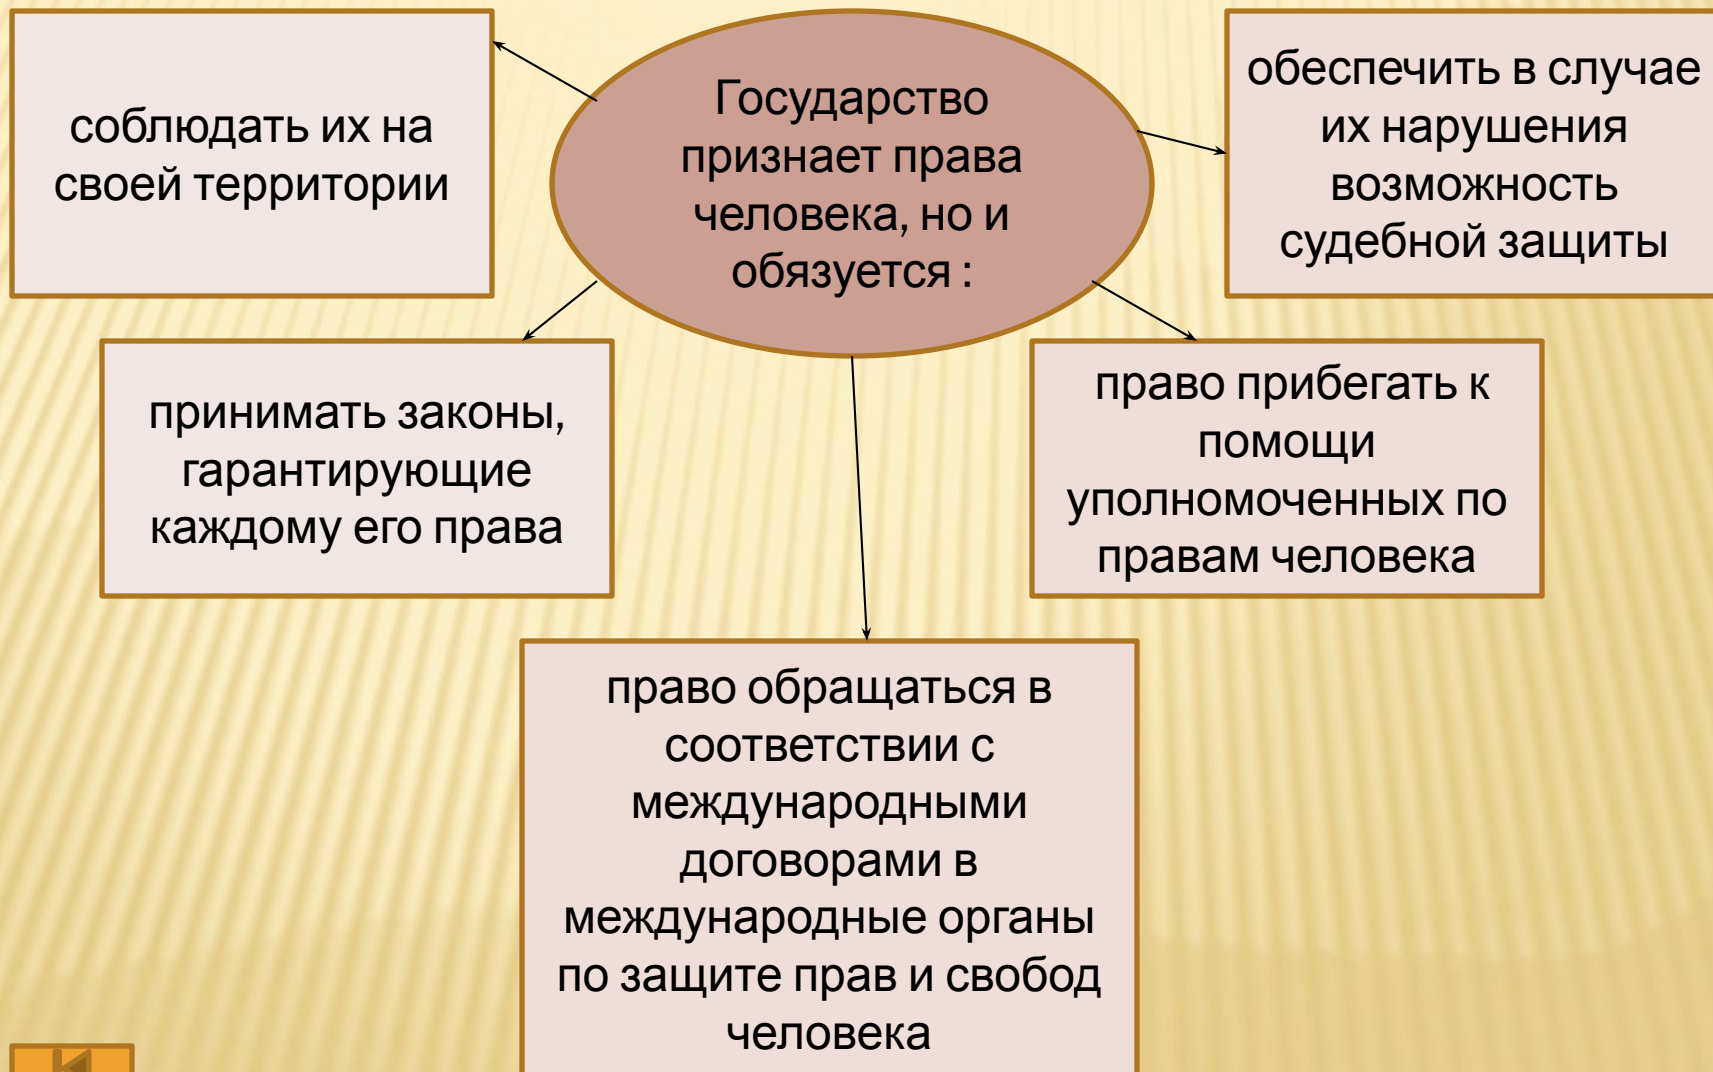 соблюдать их на
своей территории
Государство
признает права
человека, но и
обязуется :
обеспечить в случае
их нарушения
возможность
судебной защиты
принимать законы,
гарантирующие
каждому его права
право прибегать к
помощи
уполномоченных по
правам человека
право обращаться в
соответствии с
международными
договорами в
международные органы
по защите прав и свобод
человека